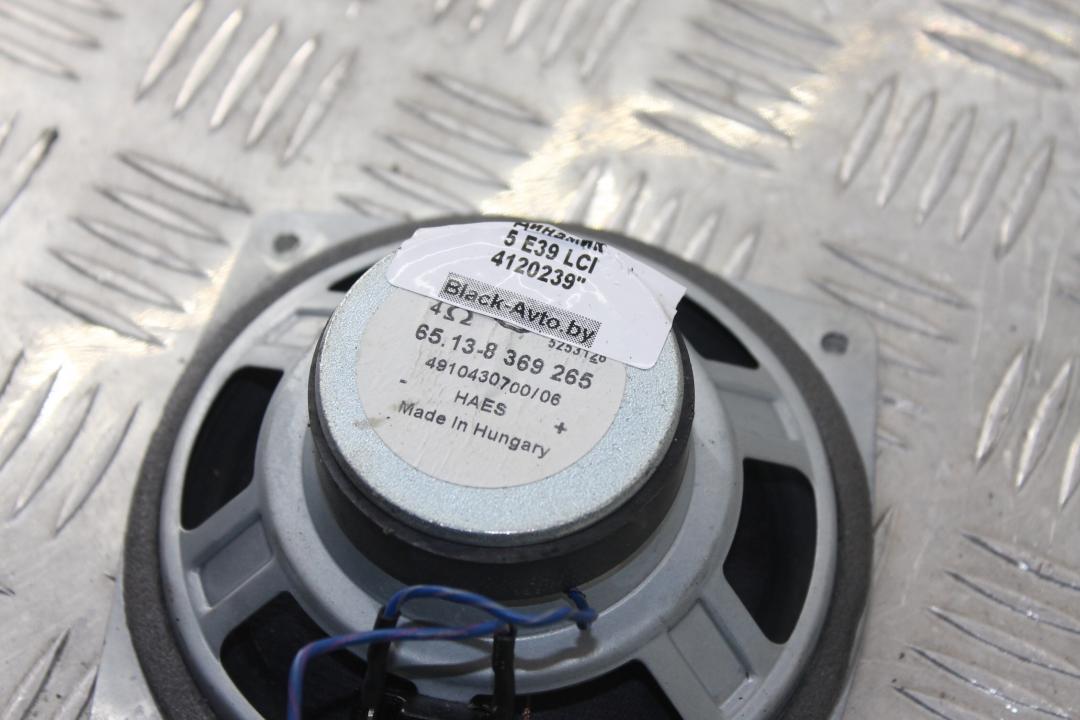 Динамик
5 E39 LCI
4120239"
Black-Avto.by
4Ω
65.13-8 369 265
4910430700/06
- HAES +
Made In Hungary